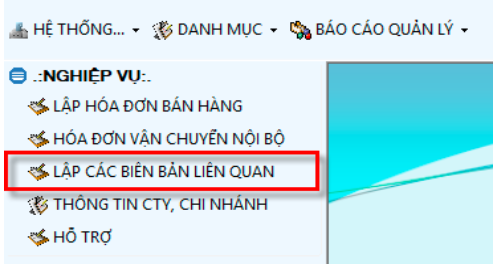 HỆ THỐNG... DANH MỤC BÁO CÁO QUẢN LÝ
.:NGHIỆP VỤ:.
LẬP HÓA ĐƠN BÁN HÀNG
HÓA ĐƠN VẬN CHUYỂN NỘI BỘ
LẬP CÁC BIÊN BẢN LIÊN QUAN
THÔNG TIN CTY, CHI NHÁNH
HỖ TRỢ